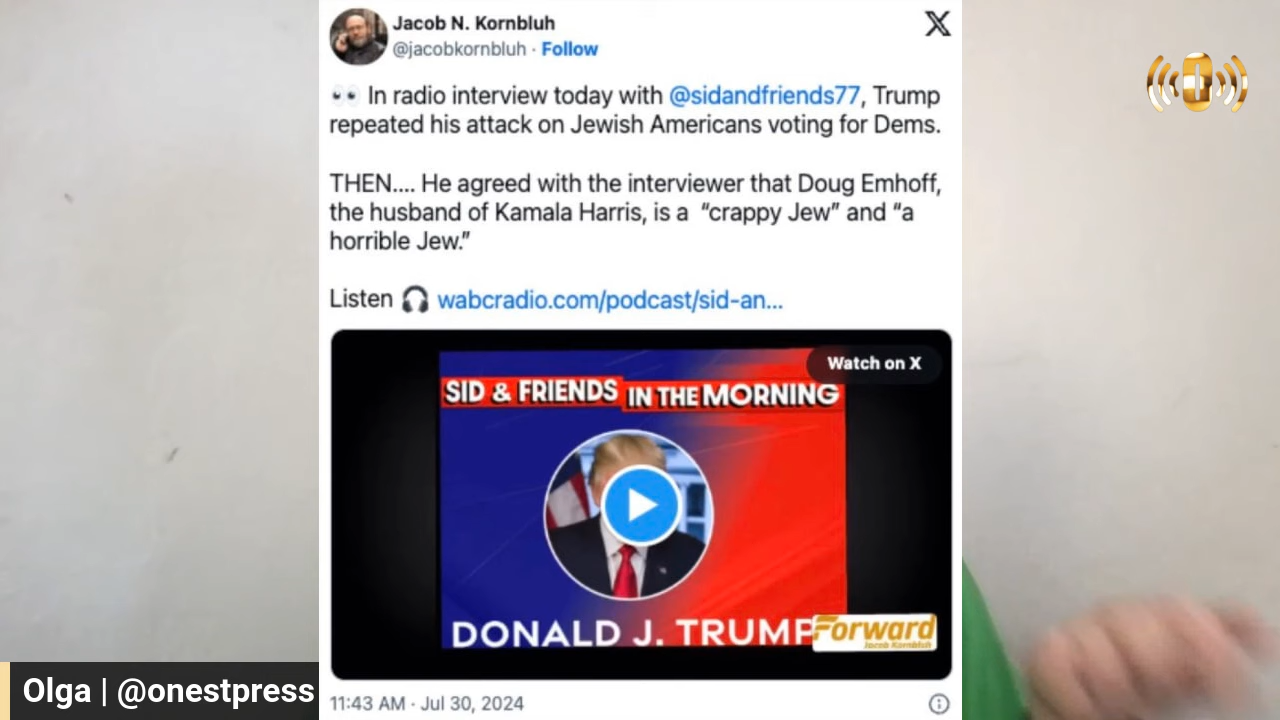 Jacob N. Kornbluh
@jacobkornbluh · Follow
👀 In radio interview today with @sidandfriends77, Trump
repeated his attack on Jewish Americans voting for Dems.
THEN.... He agreed with the interviewer that Doug Emhoff,
the husband of Kamala Harris, is a “crappy Jew” and “a
horrible Jew.”
Listen 🎧 wabcradio.com/podcast/sid-an...
Watch on X
SID & FRIENDS IN THE MORNING
DONALD J. TRUMP
Forward
Jacob Kornbluh
11:43 AM · Jul 30, 2024
Olga | @onestpress